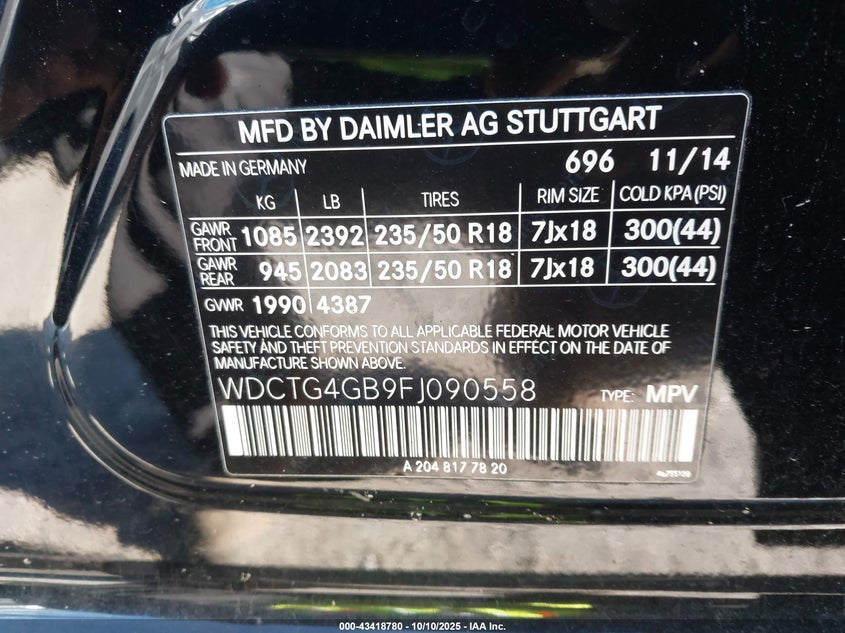 MFD BY DAIMLER AG STUTTGART
MADE IN GERMANY 696 11/14
KG LB TIRES RIM SIZE COLD KPA (PSI)
GAWR FRONT 1085 2392 235/50 R18 7Jx18 300(44)
GAWR REAR 945 2083 235/50 R18 7Jx18 300(44)
GVWR 1990 4387
THIS VEHICLE CONFORMS TO ALL APPLICABLE FEDERAL MOTOR VEHICLE
SAFETY AND THEFT PREVENTION STANDARDS IN EFFECT ON THE DATE OF
MANUFACTURE SHOWN ABOVE.
WDCTG4GB9FJ090558 TYPE: MPV
A 204 817 78 20
000-43418780 - 10/10/2025 - IAA Inc.